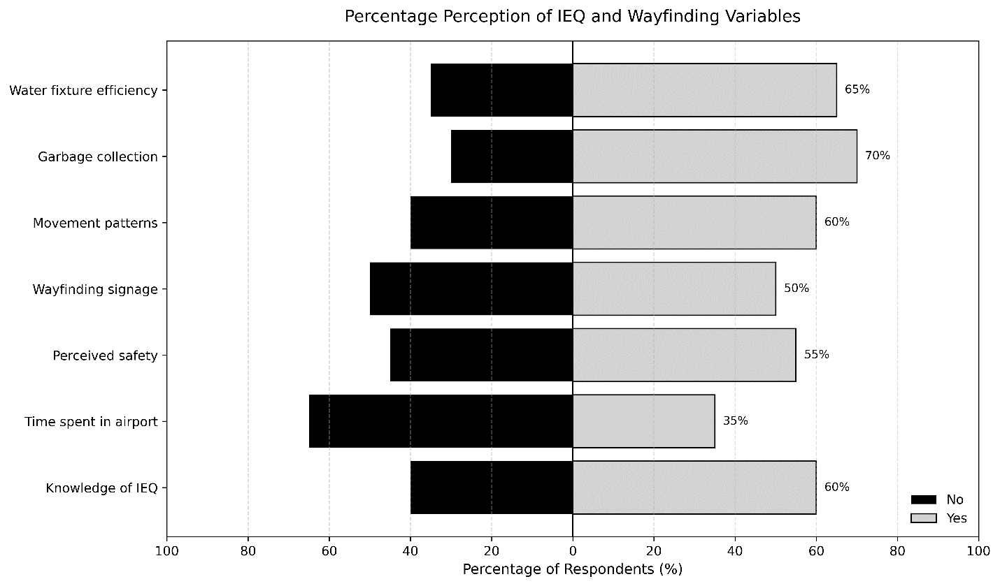 Percentage Perception of IEQ and Wayfinding Variables
Water fixture efficiency
65%
Garbage collection
70%
Movement patterns
60%
Wayfinding signage
50%
Perceived safety
55%
Time spent in airport
35%
Knowledge of IEQ
60%
No
Yes
100 80 60 40 20 0 20 40 60 80 100
Percentage of Respondents (%)